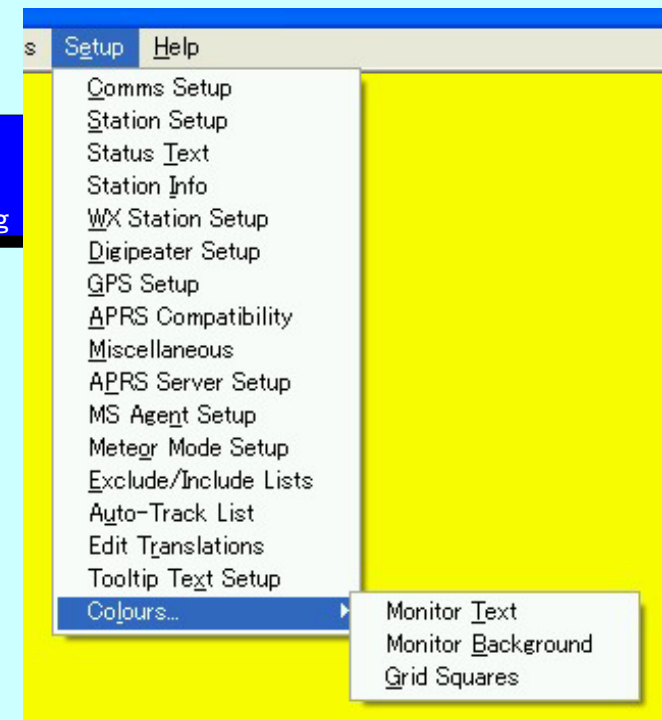 s Setup Help
Comms Setup
Station Setup
Status Text
Station Info
WX Station Setup
g
Digipeater Setup
GPS Setup
APRS Compatibility
Miscellaneous
APRS Server Setup
MS Agent Setup
Meteor Mode Setup
Exclude/Include Lists
Auto-Track List
Edit Translations
Tooltip Text Setup
Colours...
Monitor Text
Monitor Background
Grid Squares